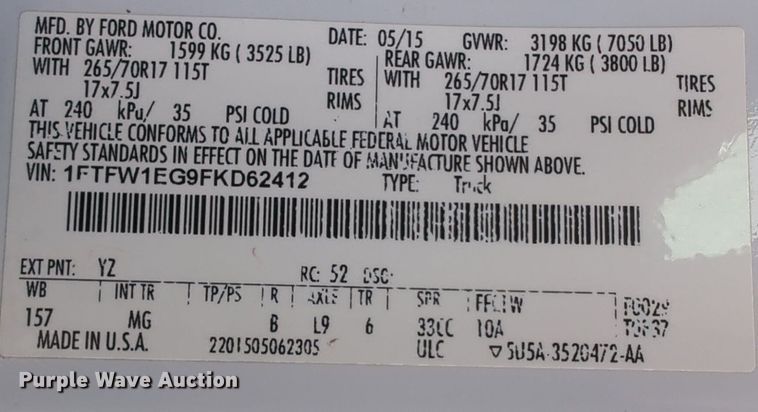 MFD. BY FORD MOTOR CO. DATE: 05/15 GVWR: 3198 KG ( 7050 LB)
FRONT GAWR: 1599 KG ( 3525 LB) REAR GAWR: 1724 KG ( 3800 LB)
WITH 265/70R17 115T TIRES WITH 265/70R17 115T TIRES
17x7.5J RIMS 17x7.5J RIMS
AT 240 kPa/ 35 PSI COLD AT 240 kPa/ 35 PSI COLD
THIS VEHICLE CONFORMS TO ALL APPLICABLE FEDERAL MOTOR VEHICLE
SAFETY STANDARDS IN EFFECT ON THE DATE OF MANUFACTURE SHOWN ABOVE.
VIN: 1FTFW1EG9FKD62412 TYPE: Truck
EXT PNT: YZ RC: 52 DSO:
WB INT TR TP/PS R AXLE TR SPR
157 MG B L9 6 10A
MADE IN U.S.A. 2201505062305 ULC ▽5U5A-3520472-AA
Purple Wave Auction